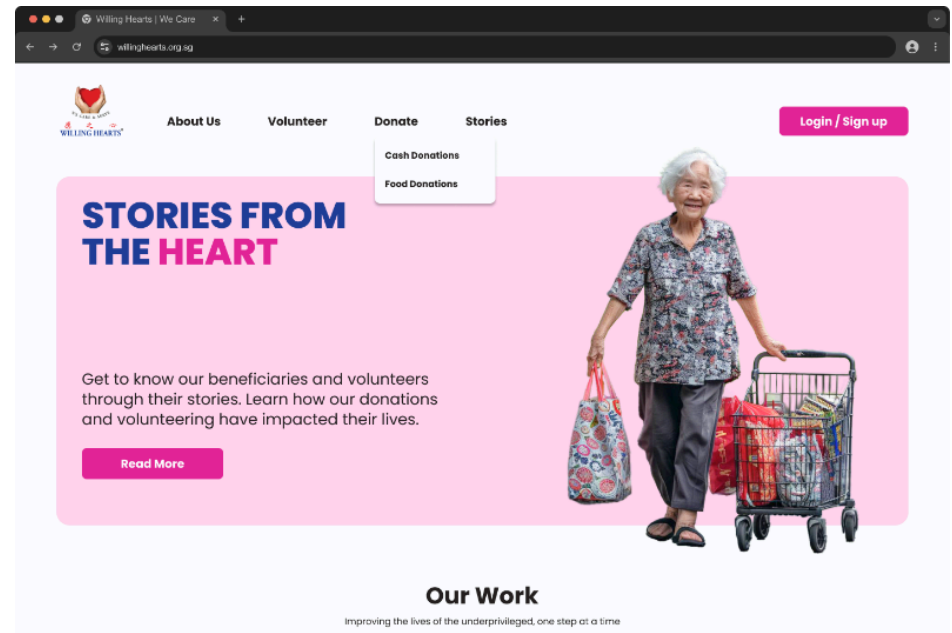 Willing Hearts | We Care
willinghearts.org.sg
WE CARE & SHARE
WILLING HEARTS
About Us
Volunteer
Donate
Stories
Login / Sign up
Cash Donations
Food Donations
STORIES FROM
THE HEART
Get to know our beneficiaries and volunteers
through their stories. Learn how our donations
and volunteering have impacted their lives.
Read More
Our Work
Improving the lives of the underprivileged, one step at a time